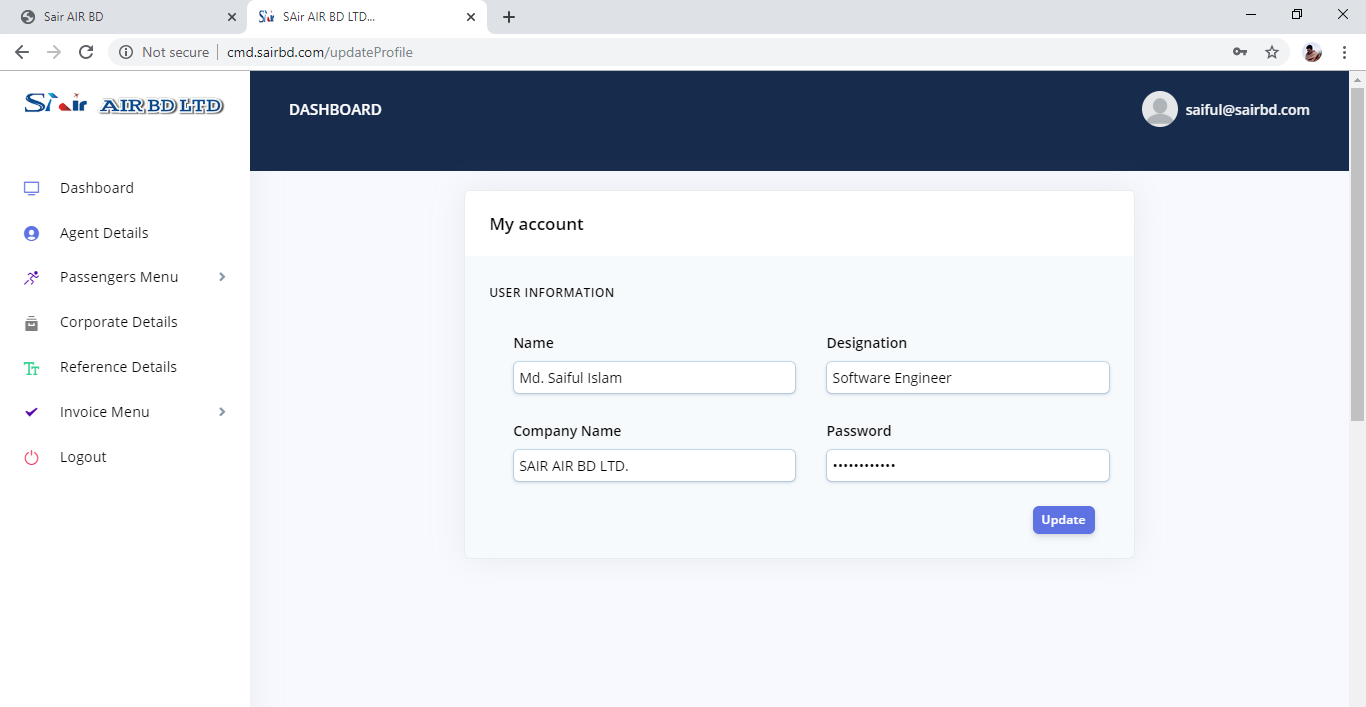 Sair AIR BD
SAir AIR BD LTD...
Not secure
cmd.sairbd.com/updateProfile
SAir AIR BD LTD
DASHBOARD
saiful@sairbd.com
Dashboard
Agent Details
Passengers Menu
Corporate Details
Reference Details
Invoice Menu
Logout
My account
USER INFORMATION
Name
Designation
Md. Saiful Islam
Software Engineer
Company Name
Password
SAIR AIR BD LTD.
••••••••••••
Update